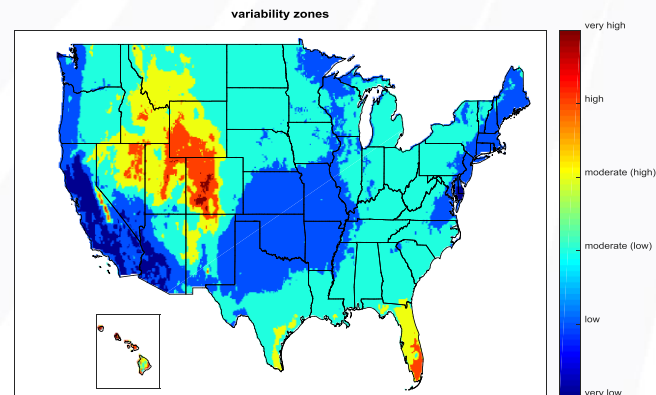 variability zones
very high
high
moderate (high)
moderate (low)
low
very low